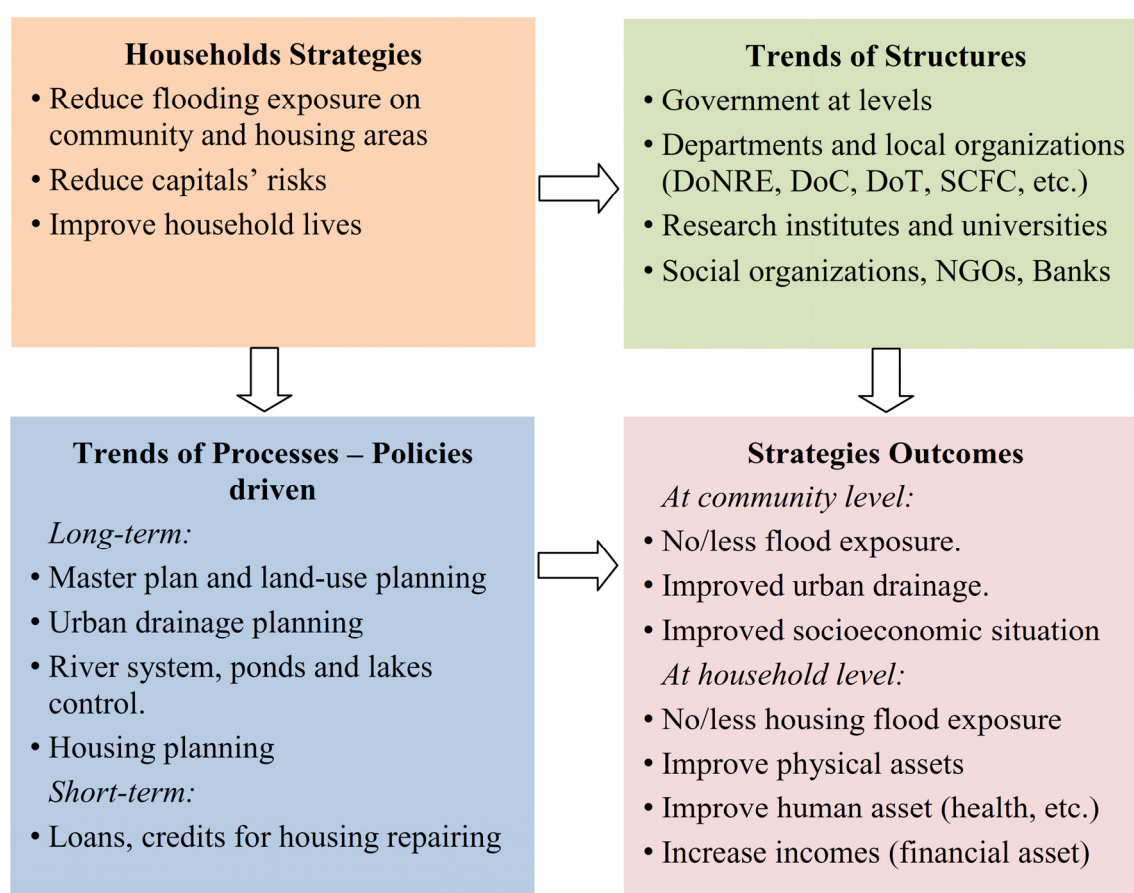 Households Strategies
• Reduce flooding exposure on
community and housing areas
• Reduce capitals’ risks
• Improve household lives
Trends of Structures
• Government at levels
• Departments and local organizations
(DoNRE, DoC, DoT, SCFC, etc.)
• Research institutes and universities
• Social organizations, NGOs, Banks
Trends of Processes – Policies
driven
Long-term:
• Master plan and land-use planning
• Urban drainage planning
• River system, ponds and lakes
control.
• Housing planning
Short-term:
• Loans, credits for housing repairing
Strategies Outcomes
At community level:
• No/less flood exposure.
• Improved urban drainage.
• Improved socioeconomic situation
At household level:
• No/less housing flood exposure
• Improve physical assets
• Improve human asset (health, etc.)
• Increase incomes (financial asset)